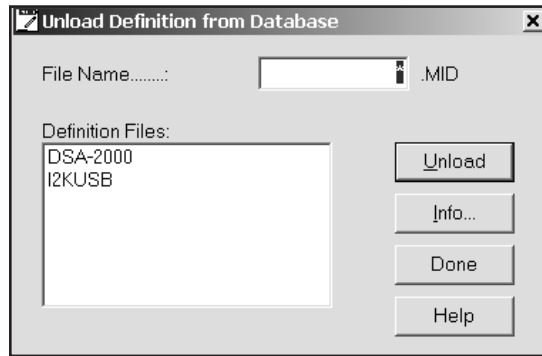 Unload Definition from Database
File Name........: * .MID
Definition Files:
DSA-2000
I2KUSB
Unload
Info...
Done
Help